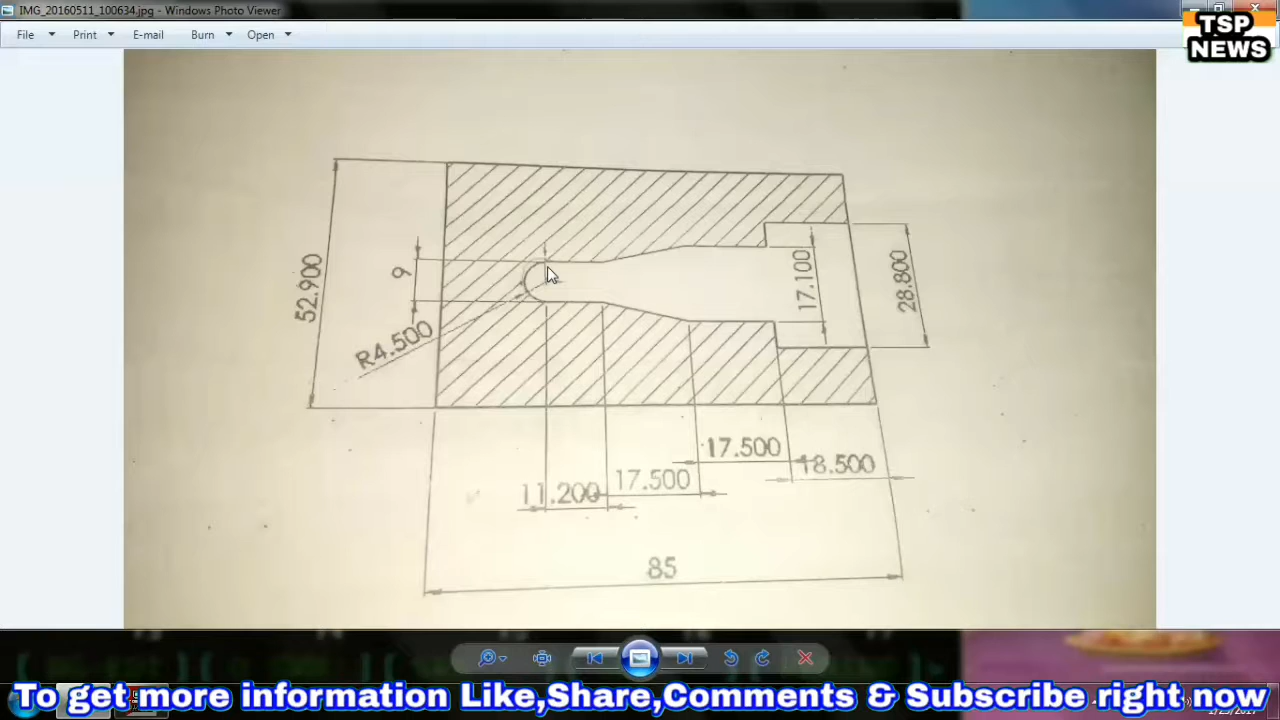 IMG_20160511_100634.jpg - Windows Photo Viewer
File Print E-mail Burn Open
TSP
NEWS
52.900
9
R4.500
17.100
28.800
17.500
18.500
17.500
11.200
85
To get more information Like,Share,Comments & Subscribe right now